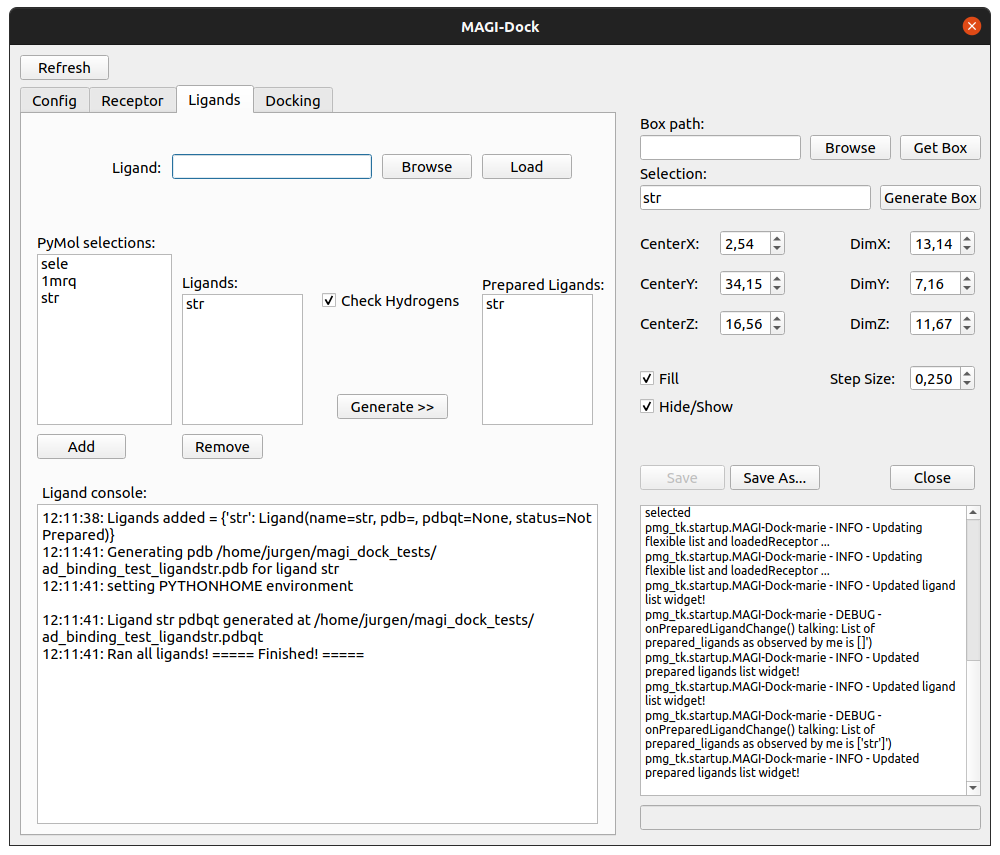 MAGI-Dock
Refresh
Config
Receptor
Ligands
Docking
Ligand:
Browse
Load
PyMol selections:
sele
1mrq
str
Add
Ligands:
str
Remove
Check Hydrogens
Generate >>
Prepared Ligands:
str
Ligand console:
12:11:38: Ligands added = {'str': Ligand(name=str, pdb=, pdbqt=None, status=Not
Prepared)}
12:11:41: Generating pdb /home/jurgen/magi_dock_tests/
ad_binding_test_ligandstr.pdb for ligand str
12:11:41: setting PYTHONHOME environment
12:11:41: Ligand str pdbqt generated at /home/jurgen/magi_dock_tests/
ad_binding_test_ligandstr.pdbqt
12:11:41: Ran all ligands! ===== Finished! =====
Box path:
Browse
Get Box
Selection:
str
Generate Box
CenterX: 2,54 DimX: 13,14
CenterY: 34,15 DimY: 7,16
CenterZ: 16,56 DimZ: 11,67
Fill
Step Size: 0,250
Hide/Show
Save
Save As...
Close
selected
pmg_tk.startup.MAGI-Dock-marie - INFO - Updating
flexible list and loadedReceptor ...
pmg_tk.startup.MAGI-Dock-marie - INFO - Updating
flexible list and loadedReceptor ...
pmg_tk.startup.MAGI-Dock-marie - INFO - Updated ligand
list widget!
pmg_tk.startup.MAGI-Dock-marie - DEBUG -
onPreparedLigandChange() talking: List of
prepared_ligands as observed by me is []')
pmg_tk.startup.MAGI-Dock-marie - INFO - Updated
prepared ligands list widget!
pmg_tk.startup.MAGI-Dock-marie - INFO - Updated ligand
list widget!
pmg_tk.startup.MAGI-Dock-marie - DEBUG -
onPreparedLigandChange() talking: List of
prepared_ligands as observed by me is ['str']')
pmg_tk.startup.MAGI-Dock-marie - INFO - Updated
prepared ligands list widget!